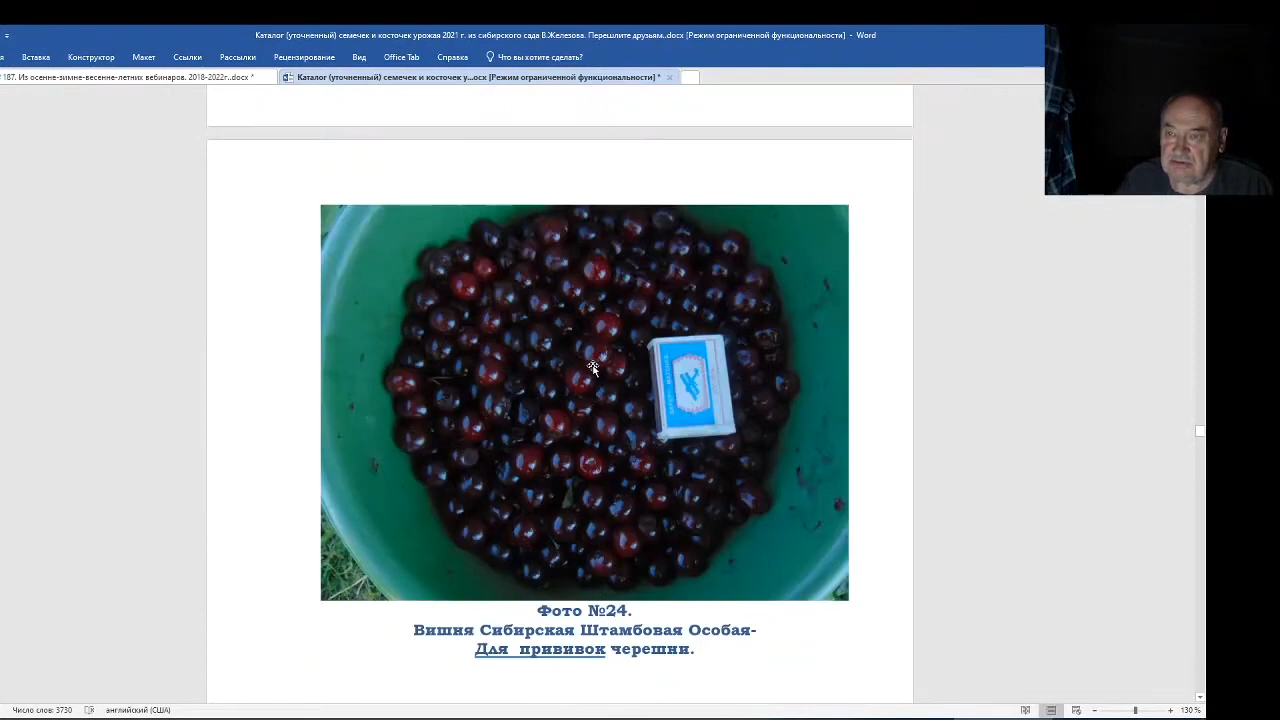 Каталог [уточненный] семечек и косточек урожая 2021 г. из сибирского сада В.Железова. Перешлите друзьям..docx [Режим ограниченной функциональности] - Word
Вставка Конструктор Макет Ссылки Рассылки Рецензирование Вид Office Tab Справка Что вы хотите сделать?
187. Из осенне-зимне-весенне-летних вебинаров. 2018-2022г..docx *
Каталог (уточненный) семечек и косточек у...осх [Режим ограниченной функциональности] *
Фото №24.
Вишня Сибирская Штамбовая Особая-
Для прививок черешни.
Число слов: 3730 английский (США) 130 %